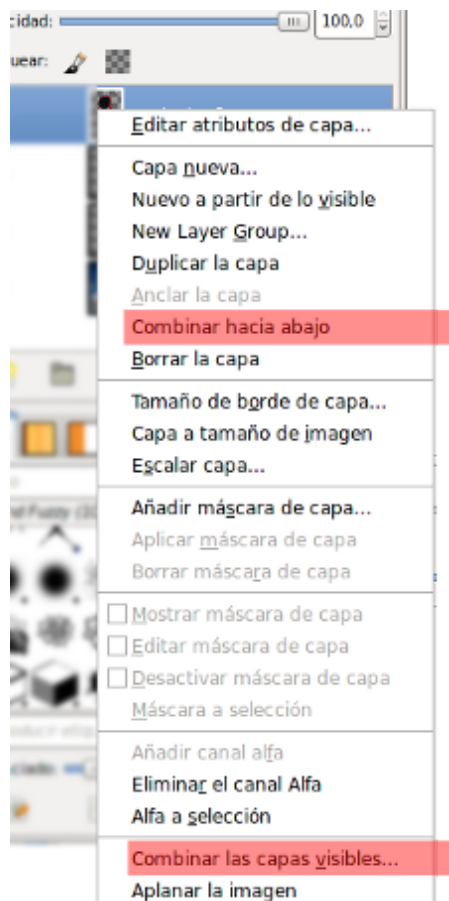 cidad:
100,0
uear:
Editar atributos de capa...
Capa nueva...
Nuevo a partir de lo visible
New Layer Group...
Duplicar la capa
Anclar la capa
Combinar hacia abajo
Borrar la capa
Tamaño de borde de capa...
Capa a tamaño de imagen
Escalar capa...
Añadir máscara de capa...
Aplicar máscara de capa
Borrar máscara de capa
Mostrar máscara de capa
Editar máscara de capa
Desactivar máscara de capa
Máscara a selección
Añadir canal alfa
Eliminar el canal Alfa
Alfa a selección
Combinar las capas visibles...
Aplanar la imagen